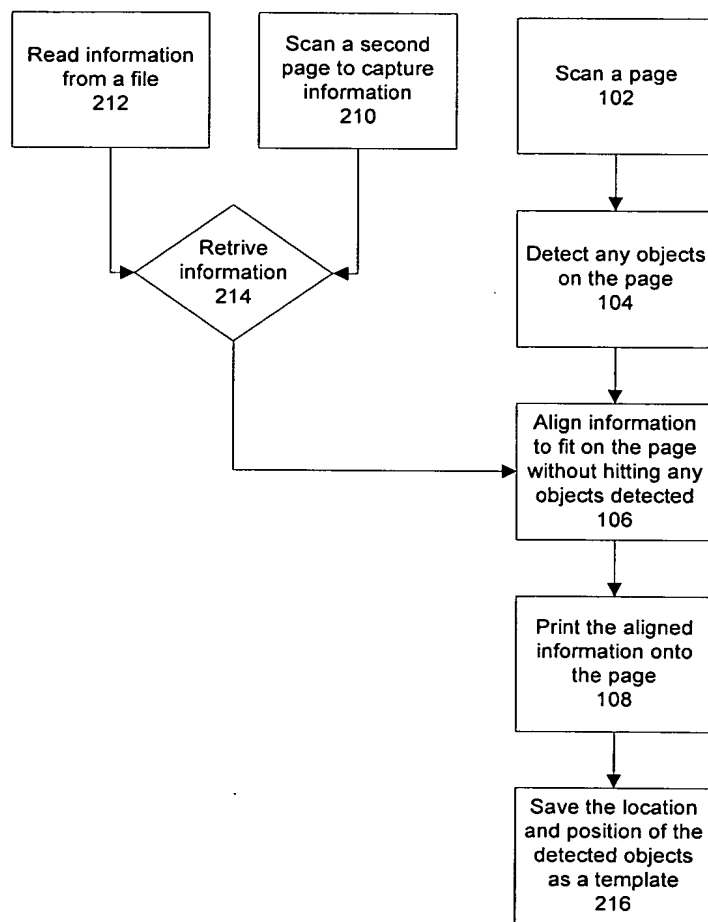 Read information
from a file
212
Scan a second
page to capture
information
210
Scan a page
102
Retrive
information
214
Detect any objects
on the page
104
Align information
to fit on the page
without hitting any
objects detected
106
Print the aligned
information onto
the page
108
Save the location
and position of the
detected objects
as a template
216